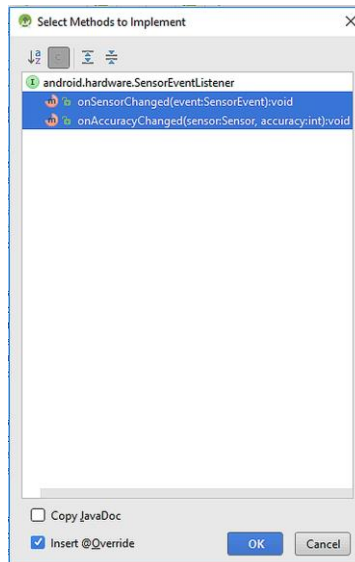 Select Methods to Implement
android.hardware.SensorEventListener
onSensorChanged(event:SensorEvent):void
onAccuracyChanged(sensor:Sensor, accuracy:int):void
Copy JavaDoc
Insert @Override
OK Cancel